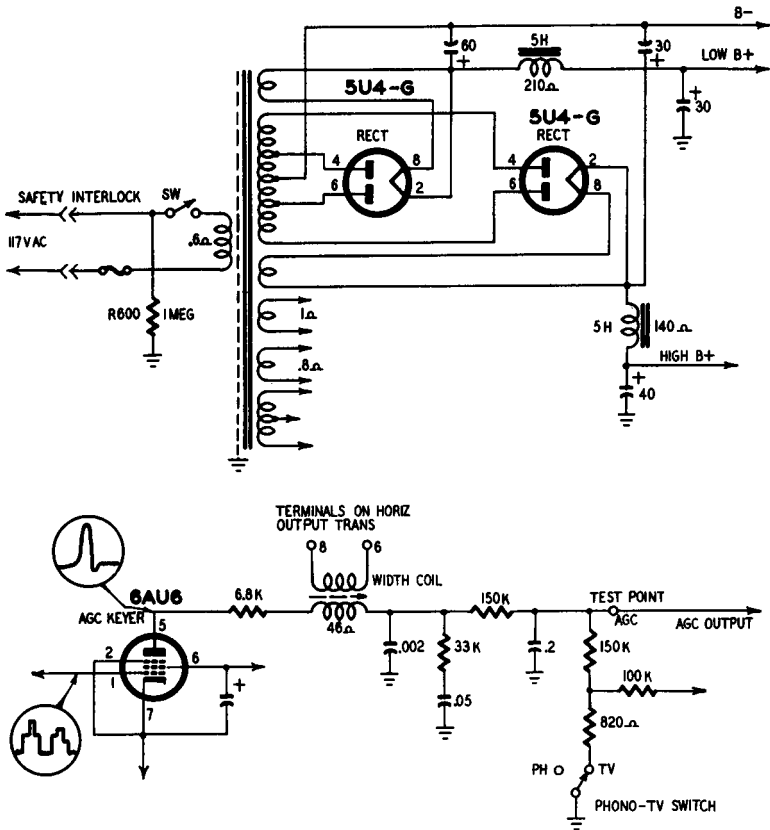 B-
60
+
5H
30
+
LOW B+
210Ω
+
30
5U4-G
RECT
5U4-G
RECT
4
8
6
2
4
2
6
8
SAFETY INTERLOCK
SW
117VAC
.6Ω
R600
1MEG
1Ω
.8Ω
5H
140Ω
HIGH B+
+
40
TERMINALS ON HORIZ
OUTPUT TRANS
8
6
WIDTH COIL
6AU6
AGC KEYER
5
6.8K
46Ω
150K
TEST POINT
AGC
AGC OUTPUT
2
1
6
7
+
.002
33K
.05
.2
150K
100K
820Ω
PH
TV
PHONO-TV SWITCH